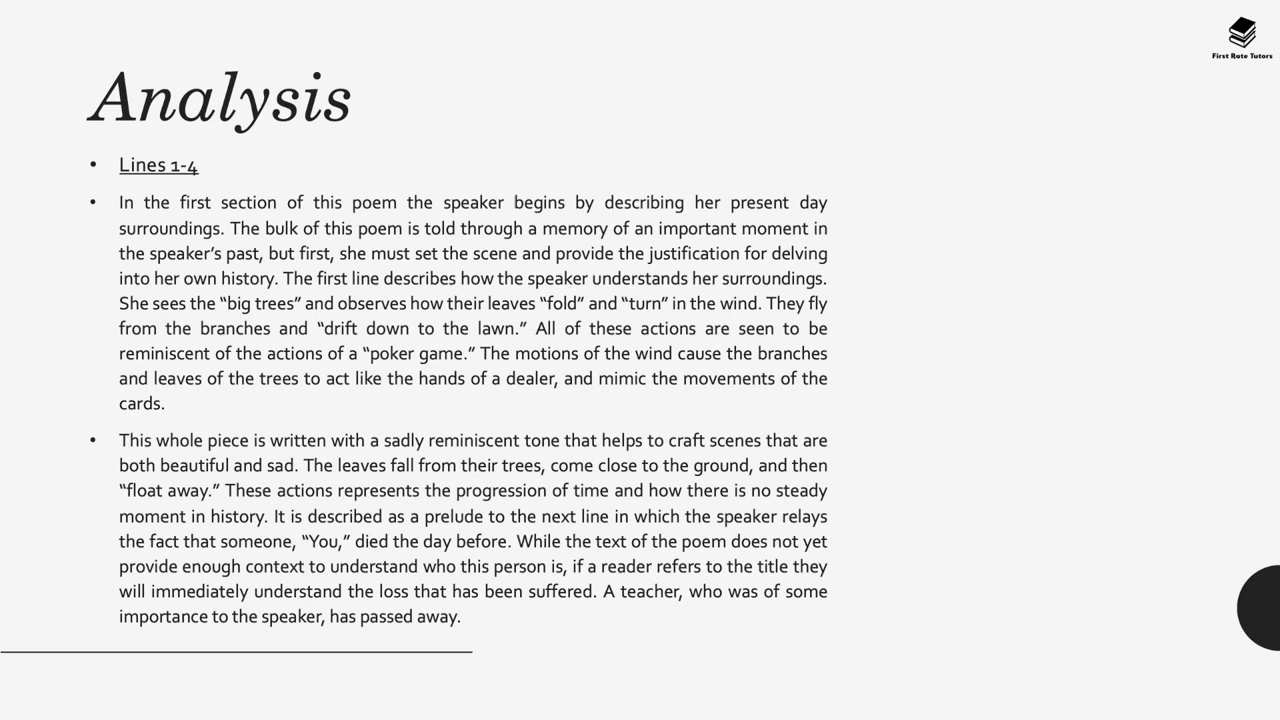 First Rate Tutors
Analysis
• Lines 1-4
• In the first section of this poem the speaker begins by describing her present day
surroundings. The bulk of this poem is told through a memory of an important moment in
the speaker’s past, but first, she must set the scene and provide the justification for delving
into her own history. The first line describes how the speaker understands her surroundings.
She sees the “big trees” and observes how their leaves “fold” and “turn” in the wind. They fly
from the branches and “drift down to the lawn.” All of these actions are seen to be
reminiscent of the actions of a “poker game.” The motions of the wind cause the branches
and leaves of the trees to act like the hands of a dealer, and mimic the movements of the
cards.
• This whole piece is written with a sadly reminiscent tone that helps to craft scenes that are
both beautiful and sad. The leaves fall from their trees, come close to the ground, and then
“float away.” These actions represents the progression of time and how there is no steady
moment in history. It is described as a prelude to the next line in which the speaker relays
the fact that someone, “You,” died the day before. While the text of the poem does not yet
provide enough context to understand who this person is, if a reader refers to the title they
will immediately understand the loss that has been suffered. A teacher, who was of some
importance to the speaker, has passed away.